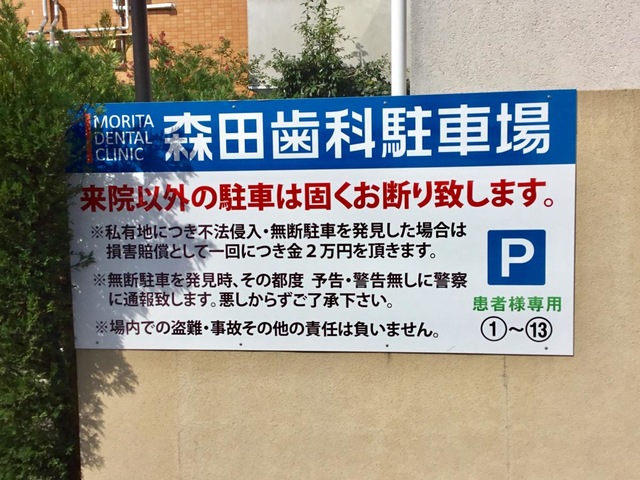 MORITA
DENTAL
CLINIC
森田歯科駐車場
来院以外の駐車は固くお断り致します。
※私有地につき不法侵入・無断駐車を発見した場合は
損害賠償として一回につき金2万円を頂きます。
※無断駐車を発見時、その都度 予告・警告無しに警察
に通報致します。悪しからずご了承下さい。
※場内での盗難・事故その他の責任は負いません。
P
患者様専用
①～⑬